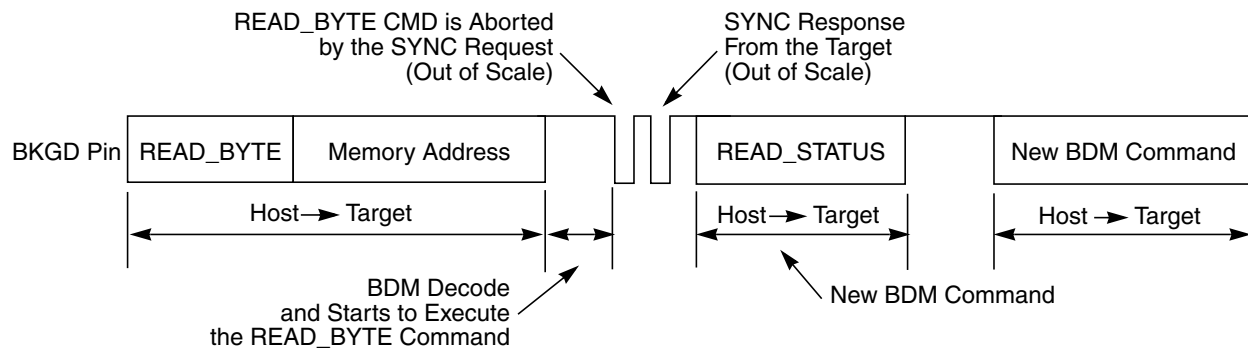 READ_BYTE CMD is Aborted
by the SYNC Request
(Out of Scale)
SYNC Response
From the Target
(Out of Scale)
BKGD Pin
READ_BYTE
Memory Address
READ_STATUS
New BDM Command
Host → Target
Host → Target
Host → Target
BDM Decode
and Starts to Execute
the READ_BYTE Command
New BDM Command